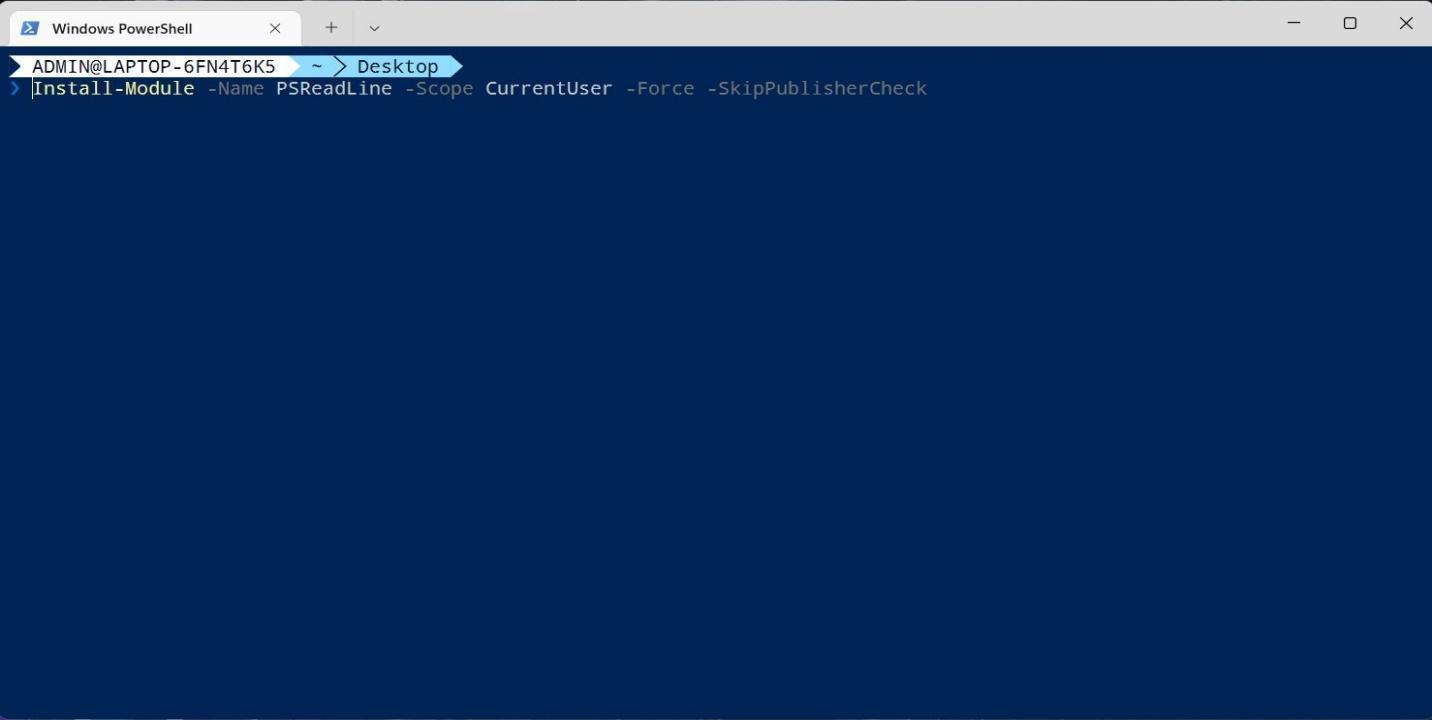 Windows PowerShell
ADMIN@LAPTOP-6FN4T6K5 ~ Desktop
❯ Install-Module -Name PSReadLine -Scope CurrentUser -Force -SkipPublisherCheck